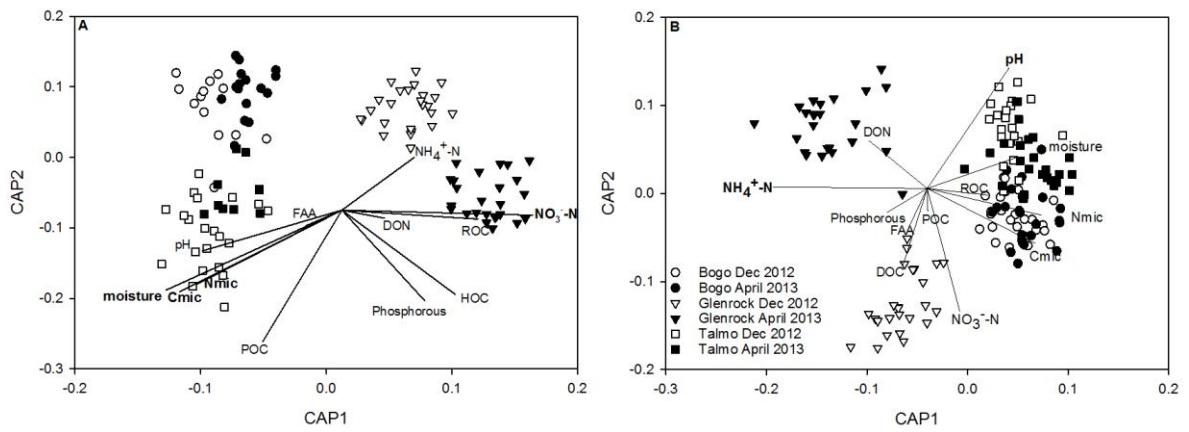 A
0.2
0.1
0.0
-0.1
-0.2
-0.3
CAP2
NH4+-N
FAA
DON
NO3--N
ROC
pH
moisture
Cmic
Nmic
HOC
Phosphorous
POC
-0.2 -0.1 0.0 0.1 0.2
CAP1
B
0.2
0.1
0.0
-0.1
-0.2
CAP2
pH
DON
moisture
NH4+-N
ROC
Phosphorous
POC
Nmic
FAA
Cmic
DOC
NO3--N
Bogo Dec 2012
Bogo April 2013
Glenrock Dec 2012
Glenrock April 2013
Talmo Dec 2012
Talmo April 2013
-0.3 -0.2 -0.1 0.0 0.1 0.2
CAP1